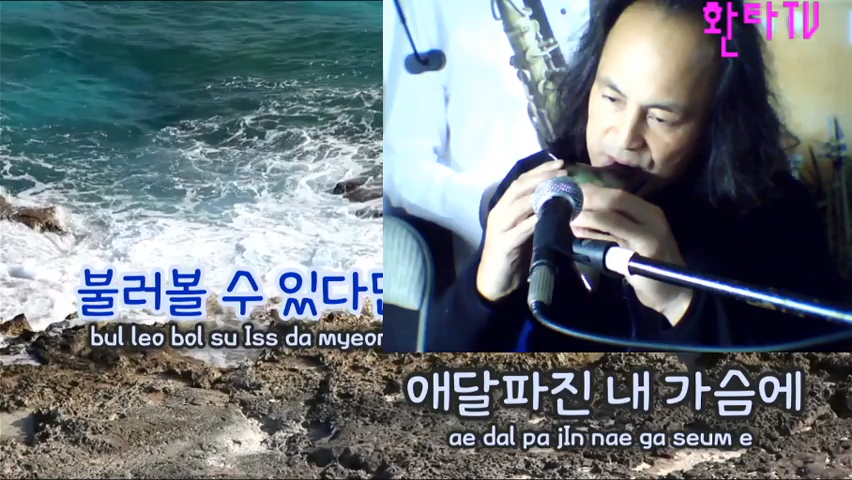 환타TV
불러볼 수 있다면
bul leo bol su Iss da myeon
애달파진 내 가슴에
ae dal pa jIn nae ga seum e